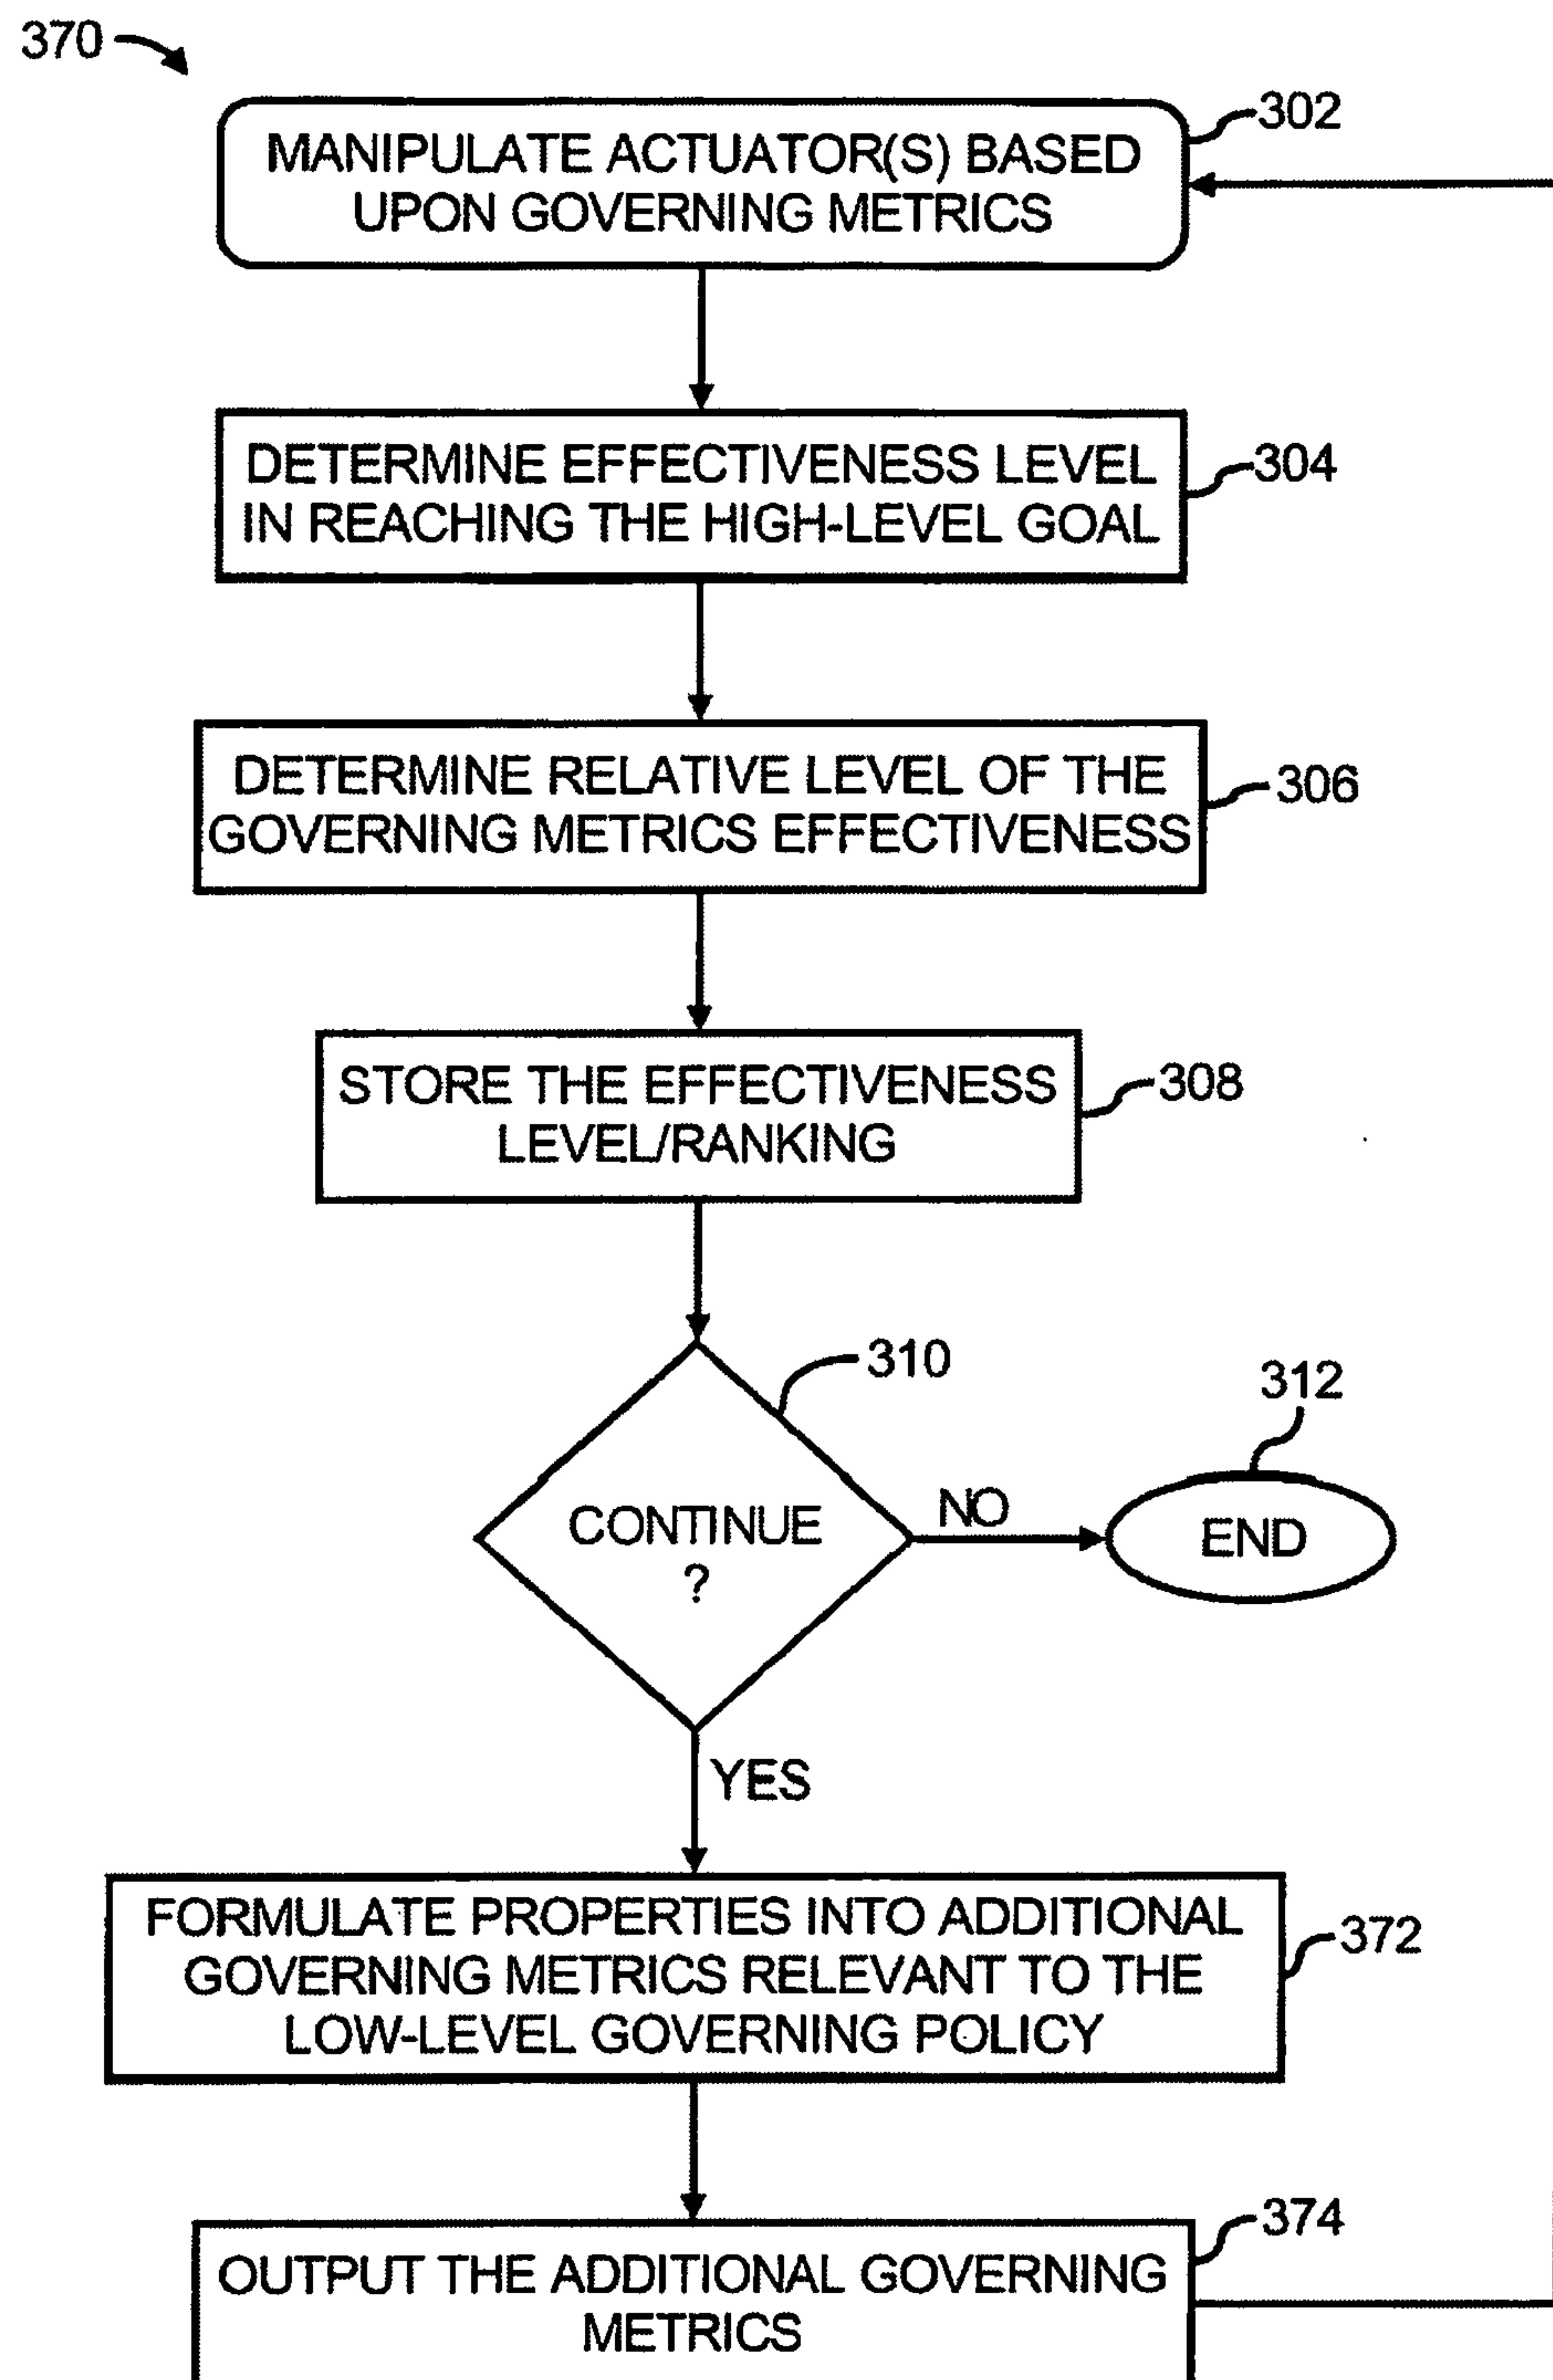 370
MANIPULATE ACTUATOR(S) BASED
UPON GOVERNING METRICS
302
DETERMINE EFFECTIVENESS LEVEL
IN REACHING THE HIGH-LEVEL GOAL
304
DETERMINE RELATIVE LEVEL OF THE
GOVERNING METRICS EFFECTIVENESS
306
STORE THE EFFECTIVENESS
LEVEL/RANKING
308
310
CONTINUE
?
NO
312
END
YES
FORMULATE PROPERTIES INTO ADDITIONAL
GOVERNING METRICS RELEVANT TO THE
LOW-LEVEL GOVERNING POLICY
372
OUTPUT THE ADDITIONAL GOVERNING
METRICS
374